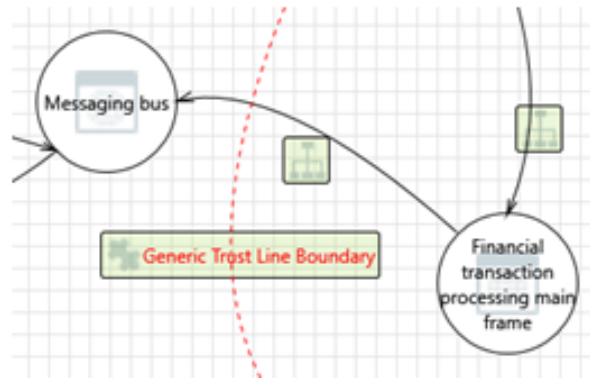 Messaging bus
Generic Trust Line Boundary
Financial
transaction
processing main
frame